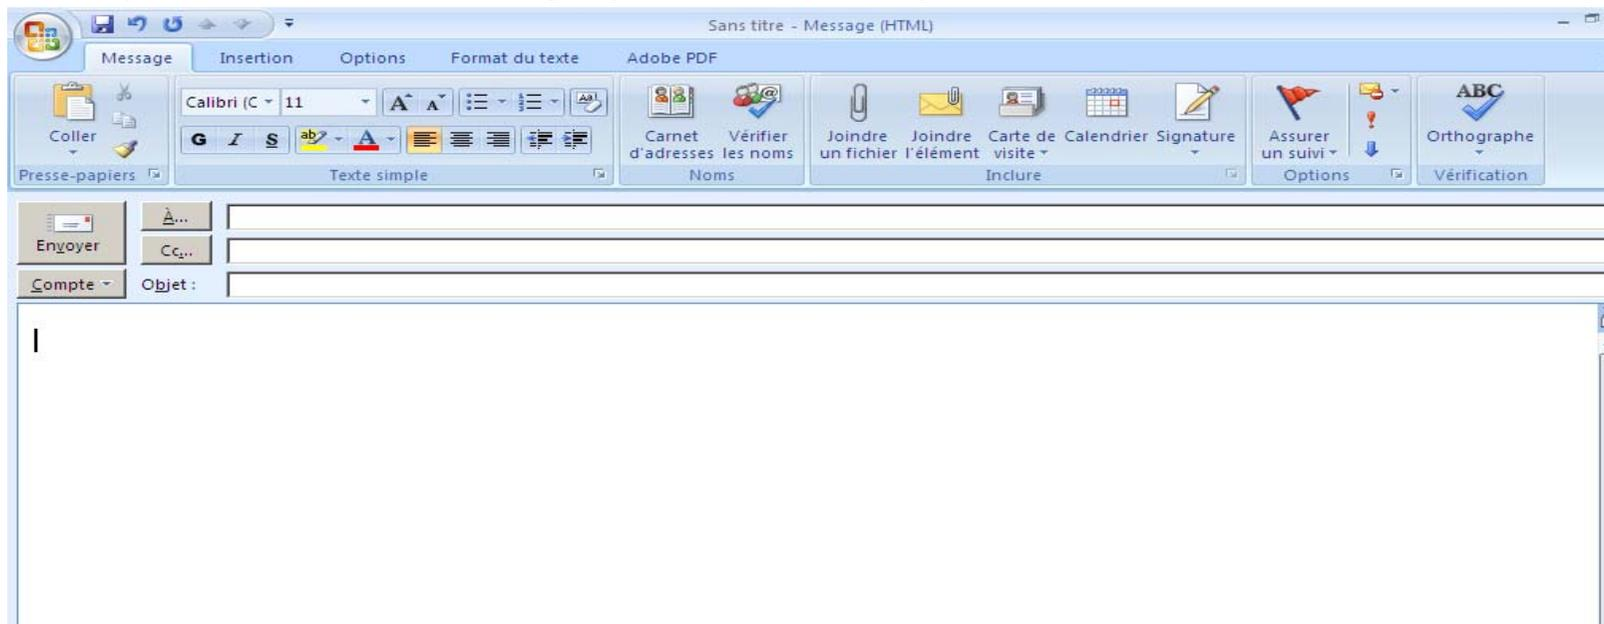 Sans titre - Message (HTML)
Message Insertion Options Format du texte Adobe PDF
Calibri (C 11 A A Aa
Coller
G I S ab A
Carnet d'adresses
Vérifier les noms
Joindre un fichier
Joindre l'élément
Carte de visite
Calendrier
Signature
Assurer un suivi
ABC
Orthographe
Presse-papiers Texte simple Noms Inclure Options Vérification
Envoyer
À...
Cc...
Compte
Objet :